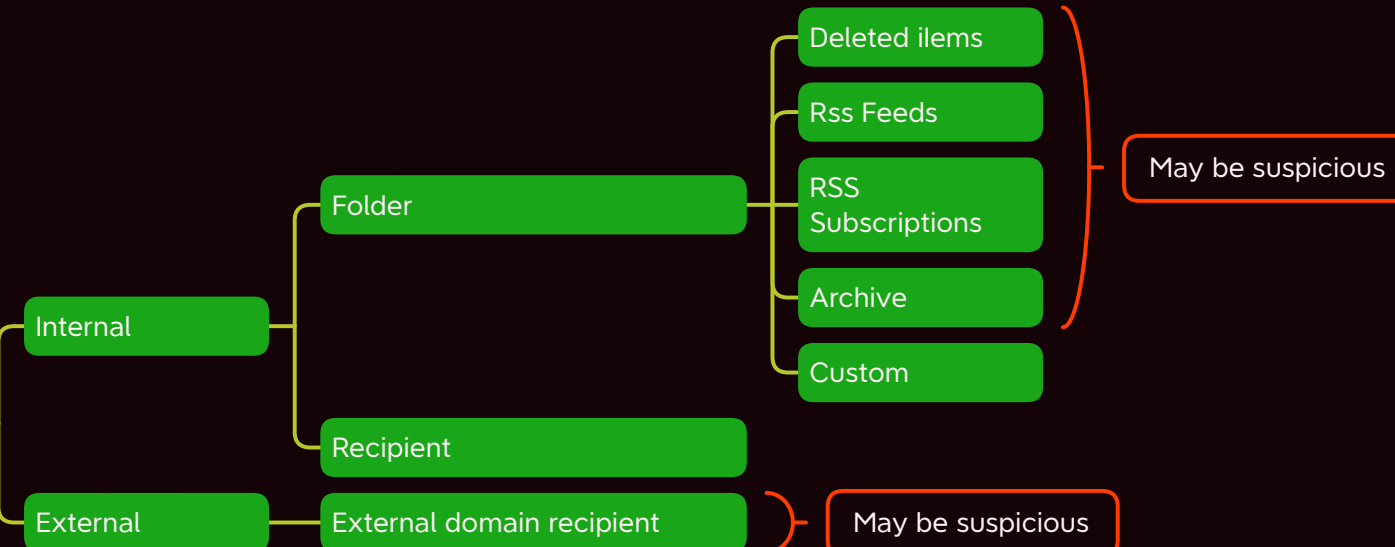 Deleted ilems
Rss Feeds
May be suspicious
RSS
Subscriptions
Folder
Archive
Internal
Custom
Recipient
External
External domain recipient
May be suspicious